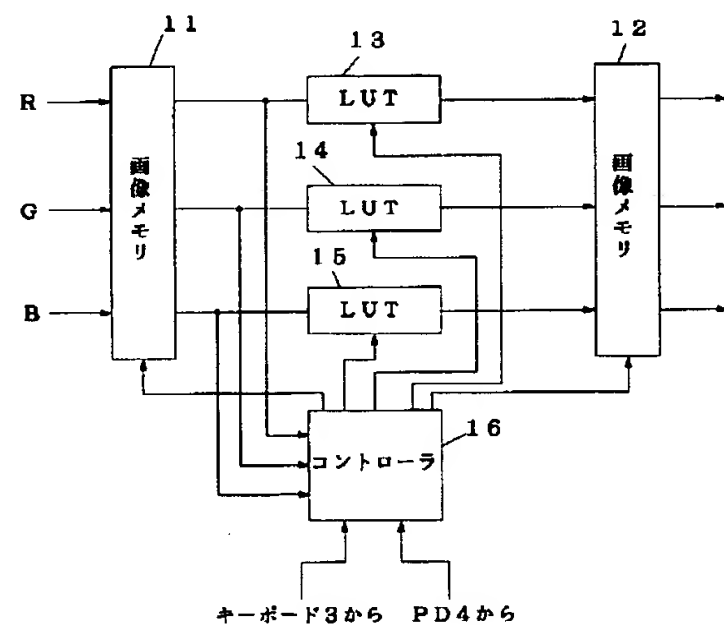 11
12
13
R
LUT
14
G
画像メモリ
LUT
画像メモリ
15
B
LUT
16
コントローラ
キーボード3から
PD4から